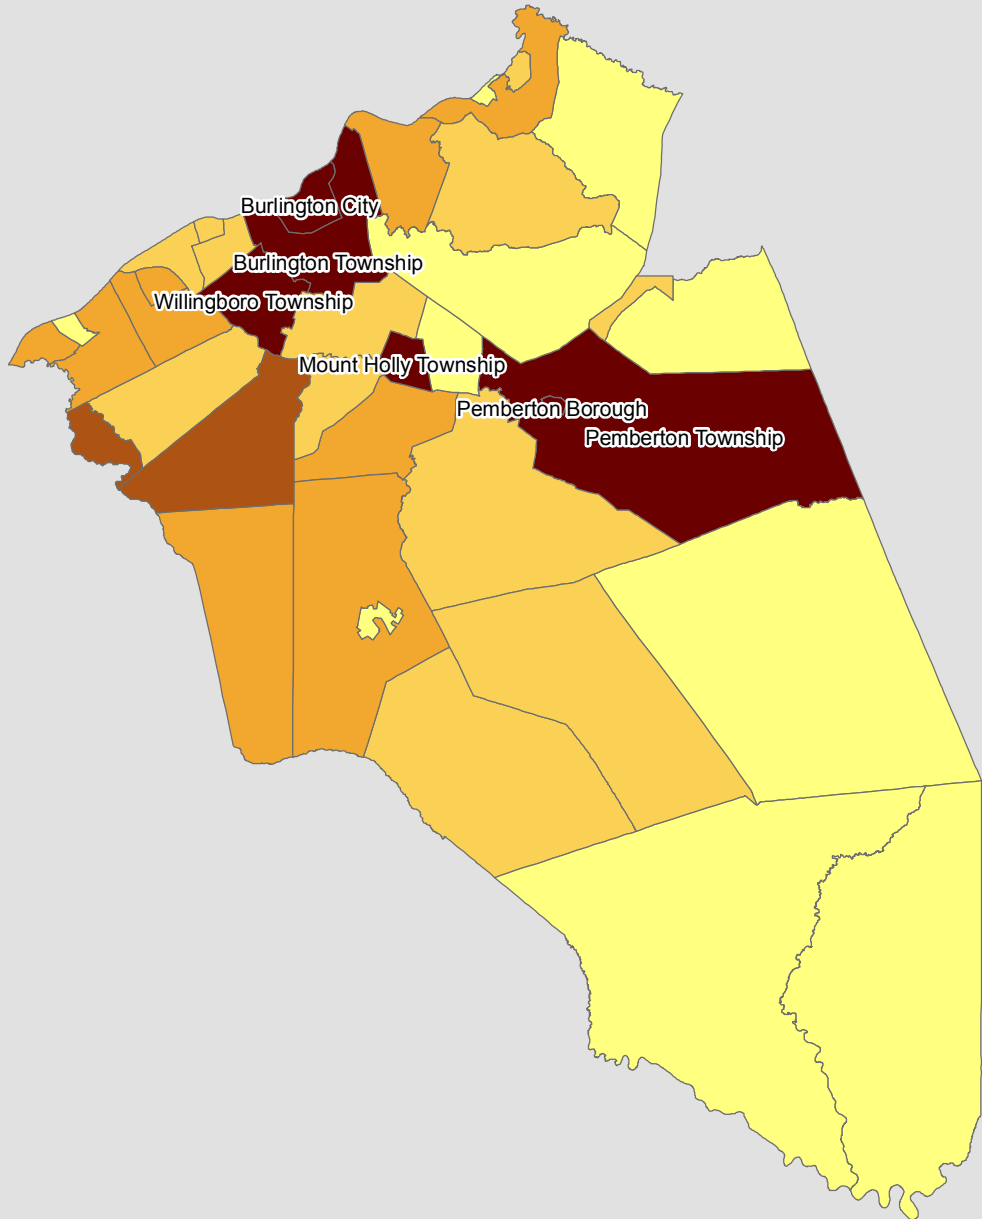 Burlington City
Burlington Township
Willingboro Township
Mount Holly Township
Pemberton Borough
Pemberton Township